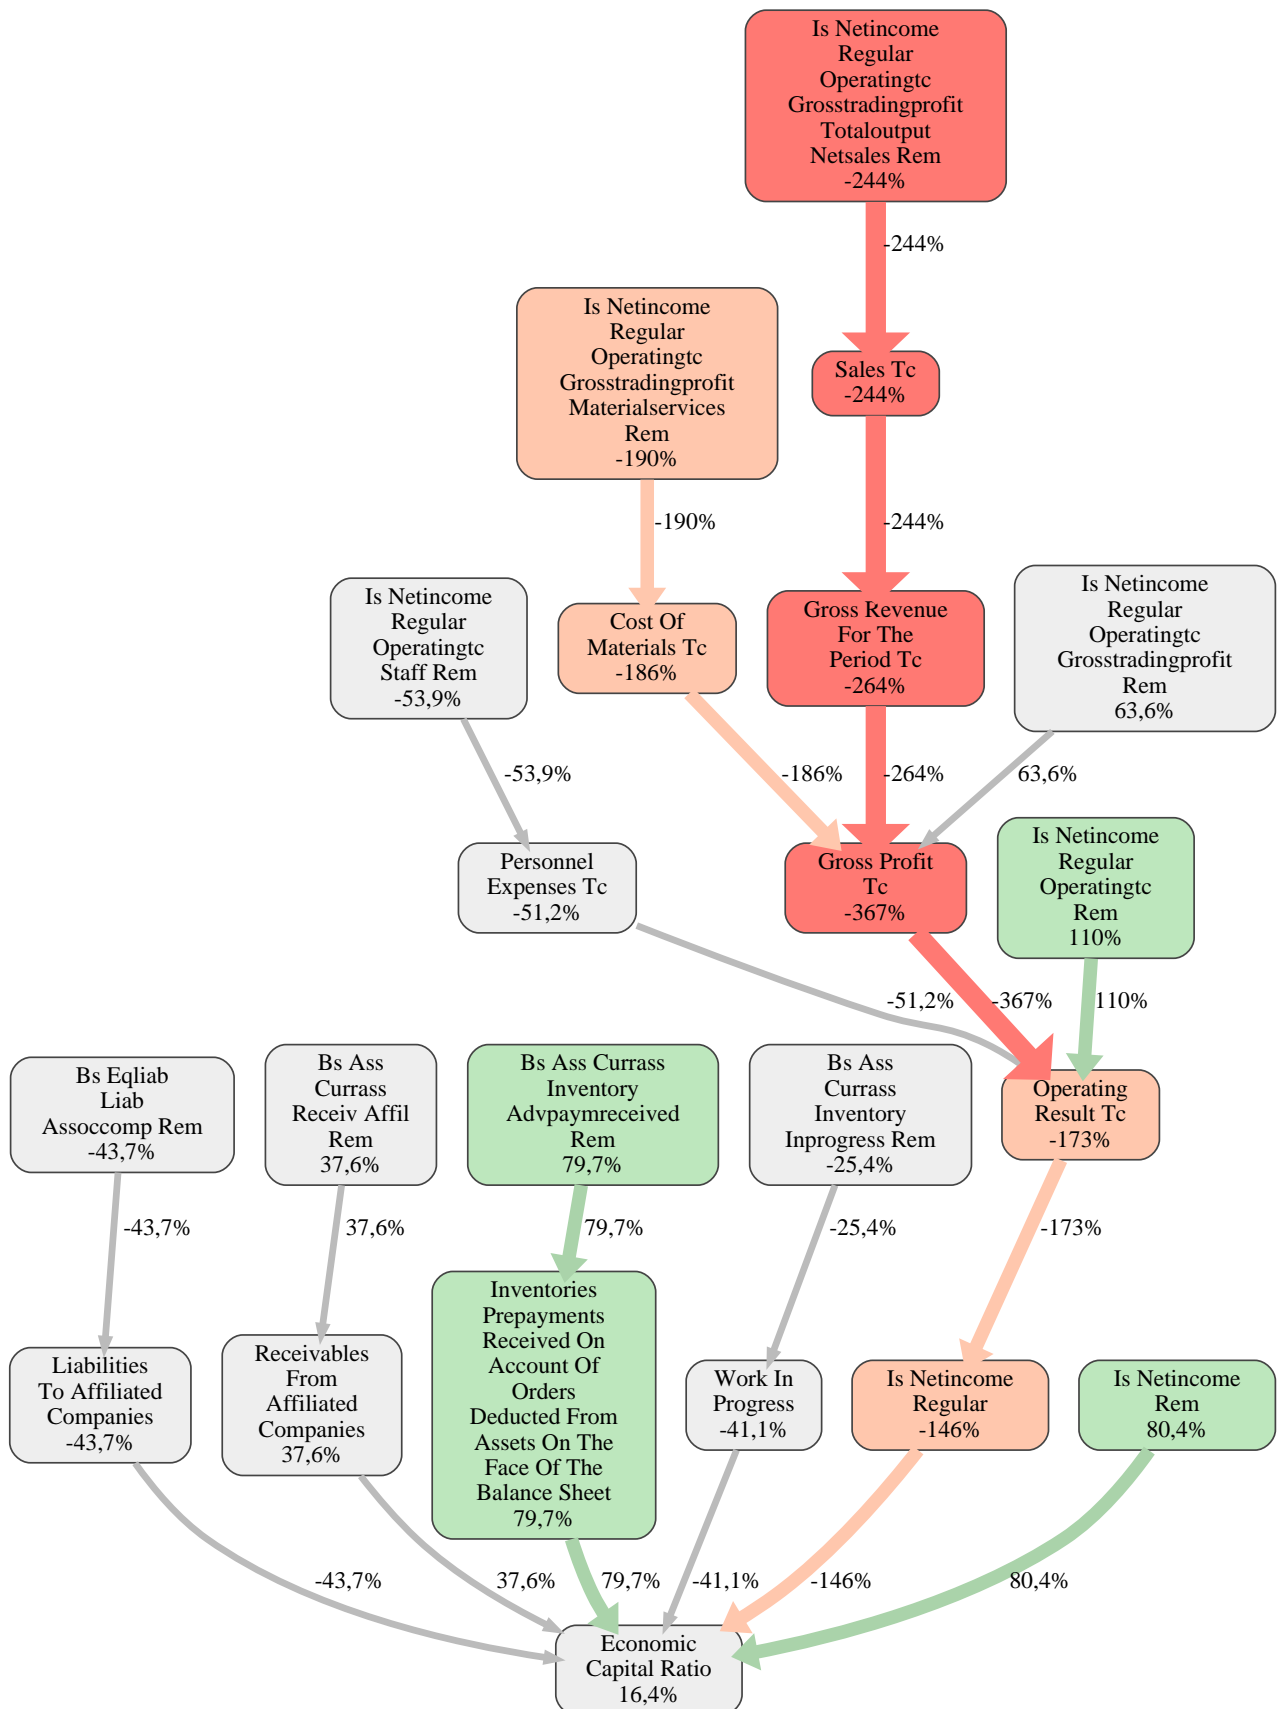 Is Netincome
Regular
Operatingtc
Grosstradingprofit
Totaloutput
Netsales Rem
-244%
-244%
Is Netincome
Regular
Operatingtc
Grosstradingprofit
Materialservices
Rem
-190%
Sales Tc
-244%
-190%
-244%
Is Netincome
Regular
Operatingtc
Staff Rem
-53,9%
Cost Of
Materials Tc
-186%
Gross Revenue
For The
Period Tc
-264%
Is Netincome
Regular
Operatingtc
Grosstradingprofit
Rem
63,6%
-53,9%
-186%
-264%
63,6%
Personnel
Expenses Tc
-51,2%
Gross Profit
Tc
-367%
Is Netincome
Regular
Operatingtc
Rem
110%
-51,2%
-367%
110%
Bs Eqliab
Liab
Assoccomp Rem
-43,7%
Bs Ass
Currass
Receiv Affil
Rem
37,6%
Bs Ass Currass
Inventory
Advpaymreceived
Rem
79,7%
Bs Ass
Currass
Inventory
Inprogress Rem
-25,4%
Operating
Result Tc
-173%
-43,7%
37,6%
79,7%
-25,4%
-173%
Liabilities
To Affiliated
Companies
-43,7%
Receivables
From
Affiliated
Companies
37,6%
Inventories
Prepayments
Received On
Account Of
Orders
Deducted From
Assets On The
Face Of The
Balance Sheet
79,7%
Work In
Progress
-41,1%
Is Netincome
Regular
-146%
Is Netincome
Rem
80,4%
-43,7%
37,6%
79,7%
-41,1%
-146%
80,4%
Economic
Capital Ratio
16,4%